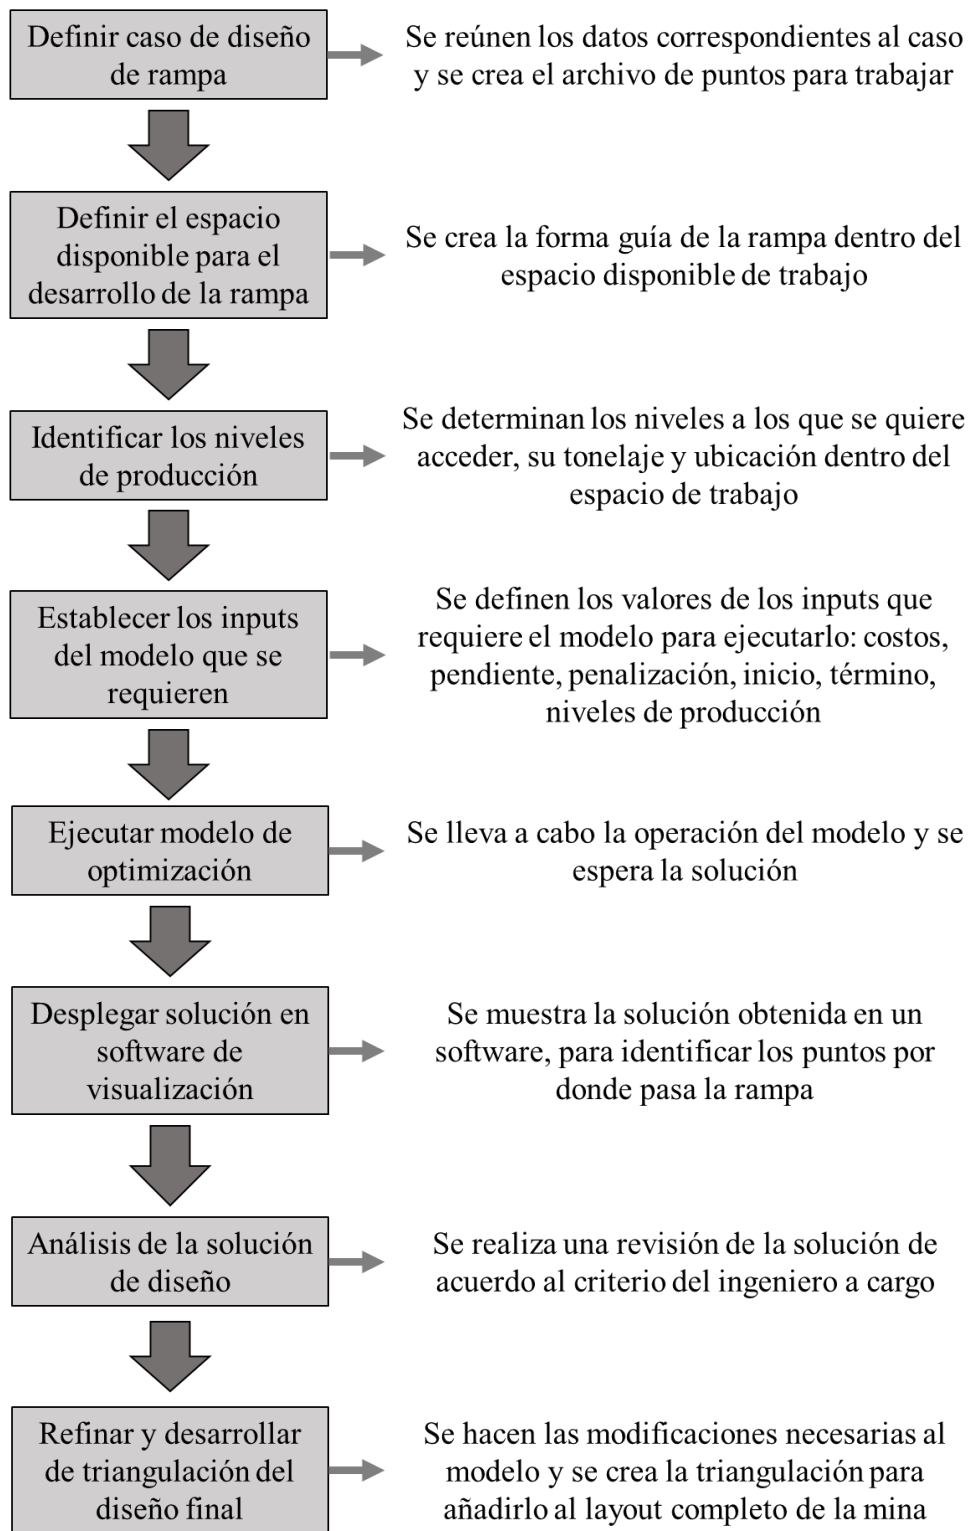 Definir caso de diseño
de rampa
Se reúnen los datos correspondientes al caso
y se crea el archivo de puntos para trabajar
Definir el espacio
disponible para el
desarrollo de la rampa
Se crea la forma guía de la rampa dentro del
espacio disponible de trabajo
Identificar los niveles
de producción
Se determinan los niveles a los que se quiere
acceder, su tonelaje y ubicación dentro del
espacio de trabajo
Establecer los inputs
del modelo que se
requieren
Se definen los valores de los inputs que
requiere el modelo para ejecutarlo: costos,
pendiente, penalización, inicio, término,
niveles de producción
Ejecutar modelo de
optimización
Se lleva a cabo la operación del modelo y se
espera la solución
Desplegar solución en
software de
visualización
Se muestra la solución obtenida en un
software, para identificar los puntos por
donde pasa la rampa
Análisis de la solución
de diseño
Se realiza una revisión de la solución de
acuerdo al criterio del ingeniero a cargo
Refinar y desarrollar
de triangulación del
diseño final
Se hacen las modificaciones necesarias al
modelo y se crea la triangulación para
añadirlo al layout completo de la mina